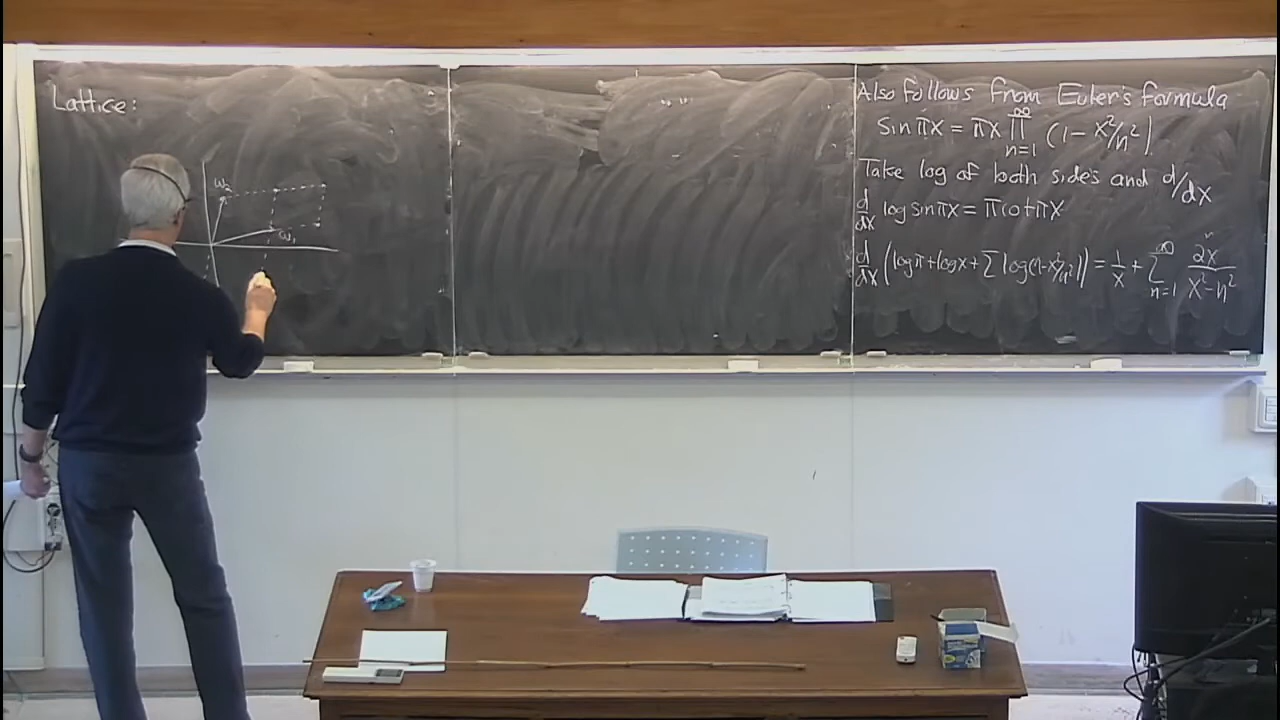 Lattice:
ω₂
ω₁
Also follows from Euler's formula
sin πx = πx ∏_{n=1}^∞ (1 - x²/n²)
Take log of both sides and d/dx
d/dx log sin πx = π cot πx
d/dx (log π + log x + ∑ log(1-x²/n²)) = 1/x + ∑_{n=1}^∞ 2x/(x²-n²)